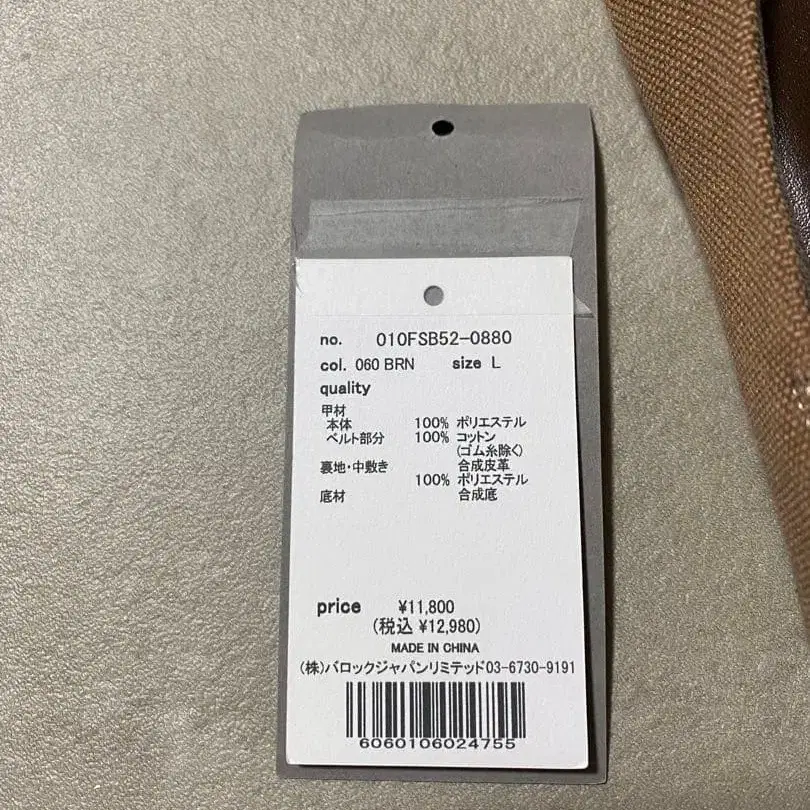 no. 010FSB52-0880
col. 060 BRN size L
quality
甲材
本体 100% ポリエステル
ベルト部分 100% コットン
(ゴム糸除く)
裏地・中敷き 合成皮革
100% ポリエステル
底材 合成底
price ¥11,800
(税込 ¥12,980)
MADE IN CHINA
(株)バロックジャパンリミテッド03-6730-9191
6060106024755